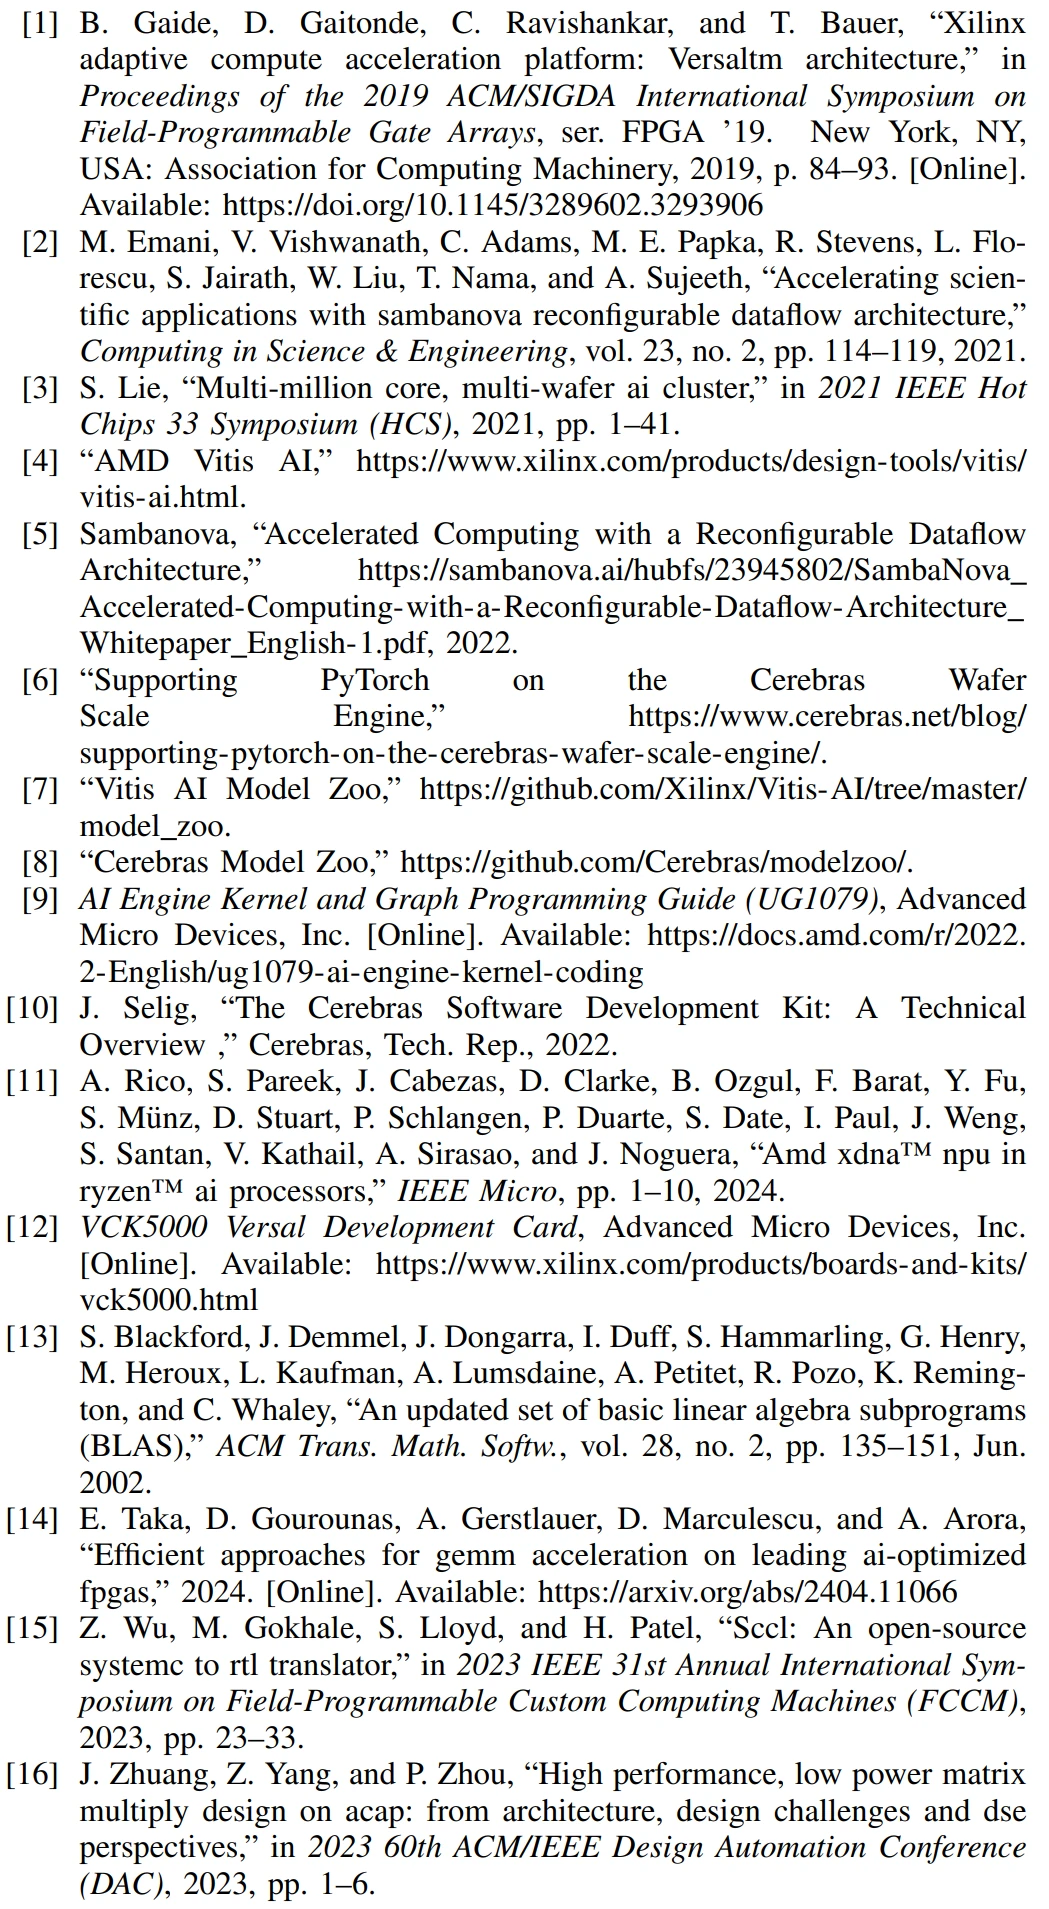 [1] B. Gaide, D. Gaitonde, C. Ravishankar, and T. Bauer, “Xilinx
adaptive compute acceleration platform: Versaltm architecture,” in
Proceedings of the 2019 ACM/SIGDA International Symposium on
Field-Programmable Gate Arrays, ser. FPGA ’19. New York, NY,
USA: Association for Computing Machinery, 2019, p. 84–93. [Online].
Available: https://doi.org/10.1145/3289602.3293906
[2] M. Emani, V. Vishwanath, C. Adams, M. E. Papka, R. Stevens, L. Flo-
rescu, S. Jairath, W. Liu, T. Nama, and A. Sujeeth, “Accelerating scien-
tific applications with sambanova reconfigurable dataflow architecture,”
Computing in Science & Engineering, vol. 23, no. 2, pp. 114–119, 2021.
[3] S. Lie, “Multi-million core, multi-wafer ai cluster,” in 2021 IEEE Hot
Chips 33 Symposium (HCS), 2021, pp. 1–41.
[4] “AMD Vitis AI,” https://www.xilinx.com/products/design-tools/vitis/
vitis-ai.html.
[5] Sambanova, “Accelerated Computing with a Reconfigurable Dataflow
Architecture,” https://sambanova.ai/hubfs/23945802/SambaNova_
Accelerated-Computing-with-a-Reconfigurable-Dataflow-Architecture_
Whitepaper_English-1.pdf, 2022.
[6] “Supporting PyTorch on the Cerebras Wafer
Scale Engine,” https://www.cerebras.net/blog/
supporting-pytorch-on-the-cerebras-wafer-scale-engine/.
[7] “Vitis AI Model Zoo,” https://github.com/Xilinx/Vitis-AI/tree/master/
model_zoo.
[8] “Cerebras Model Zoo,” https://github.com/Cerebras/modelzoo/.
[9] AI Engine Kernel and Graph Programming Guide (UG1079), Advanced
Micro Devices, Inc. [Online]. Available: https://docs.amd.com/r/2022.
2-English/ug1079-ai-engine-kernel-coding
[10] J. Selig, “The Cerebras Software Development Kit: A Technical
Overview ,” Cerebras, Tech. Rep., 2022.
[11] A. Rico, S. Pareek, J. Cabezas, D. Clarke, B. Ozgul, F. Barat, Y. Fu,
S. Münz, D. Stuart, P. Schlangen, P. Duarte, S. Date, I. Paul, J. Weng,
S. Santan, V. Kathail, A. Sirasao, and J. Noguera, “Amd xdna™ npu in
ryzen™ ai processors,” IEEE Micro, pp. 1–10, 2024.
[12] VCK5000 Versal Development Card, Advanced Micro Devices, Inc.
[Online]. Available: https://www.xilinx.com/products/boards-and-kits/
vck5000.html
[13] S. Blackford, J. Demmel, J. Dongarra, I. Duff, S. Hammarling, G. Henry,
M. Heroux, L. Kaufman, A. Lumsdaine, A. Petitet, R. Pozo, K. Reming-
ton, and C. Whaley, “An updated set of basic linear algebra subprograms
(BLAS),” ACM Trans. Math. Softw., vol. 28, no. 2, pp. 135–151, Jun.
2002.
[14] E. Taka, D. Gourounas, A. Gerstlauer, D. Marculescu, and A. Arora,
“Efficient approaches for gemm acceleration on leading ai-optimized
fpgas,” 2024. [Online]. Available: https://arxiv.org/abs/2404.11066
[15] Z. Wu, M. Gokhale, S. Lloyd, and H. Patel, “Sccl: An open-source
systemc to rtl translator,” in 2023 IEEE 31st Annual International Sym-
posium on Field-Programmable Custom Computing Machines (FCCM),
2023, pp. 23–33.
[16] J. Zhuang, Z. Yang, and P. Zhou, “High performance, low power matrix
multiply design on acap: from architecture, design challenges and dse
perspectives,” in 2023 60th ACM/IEEE Design Automation Conference
(DAC), 2023, pp. 1–6.